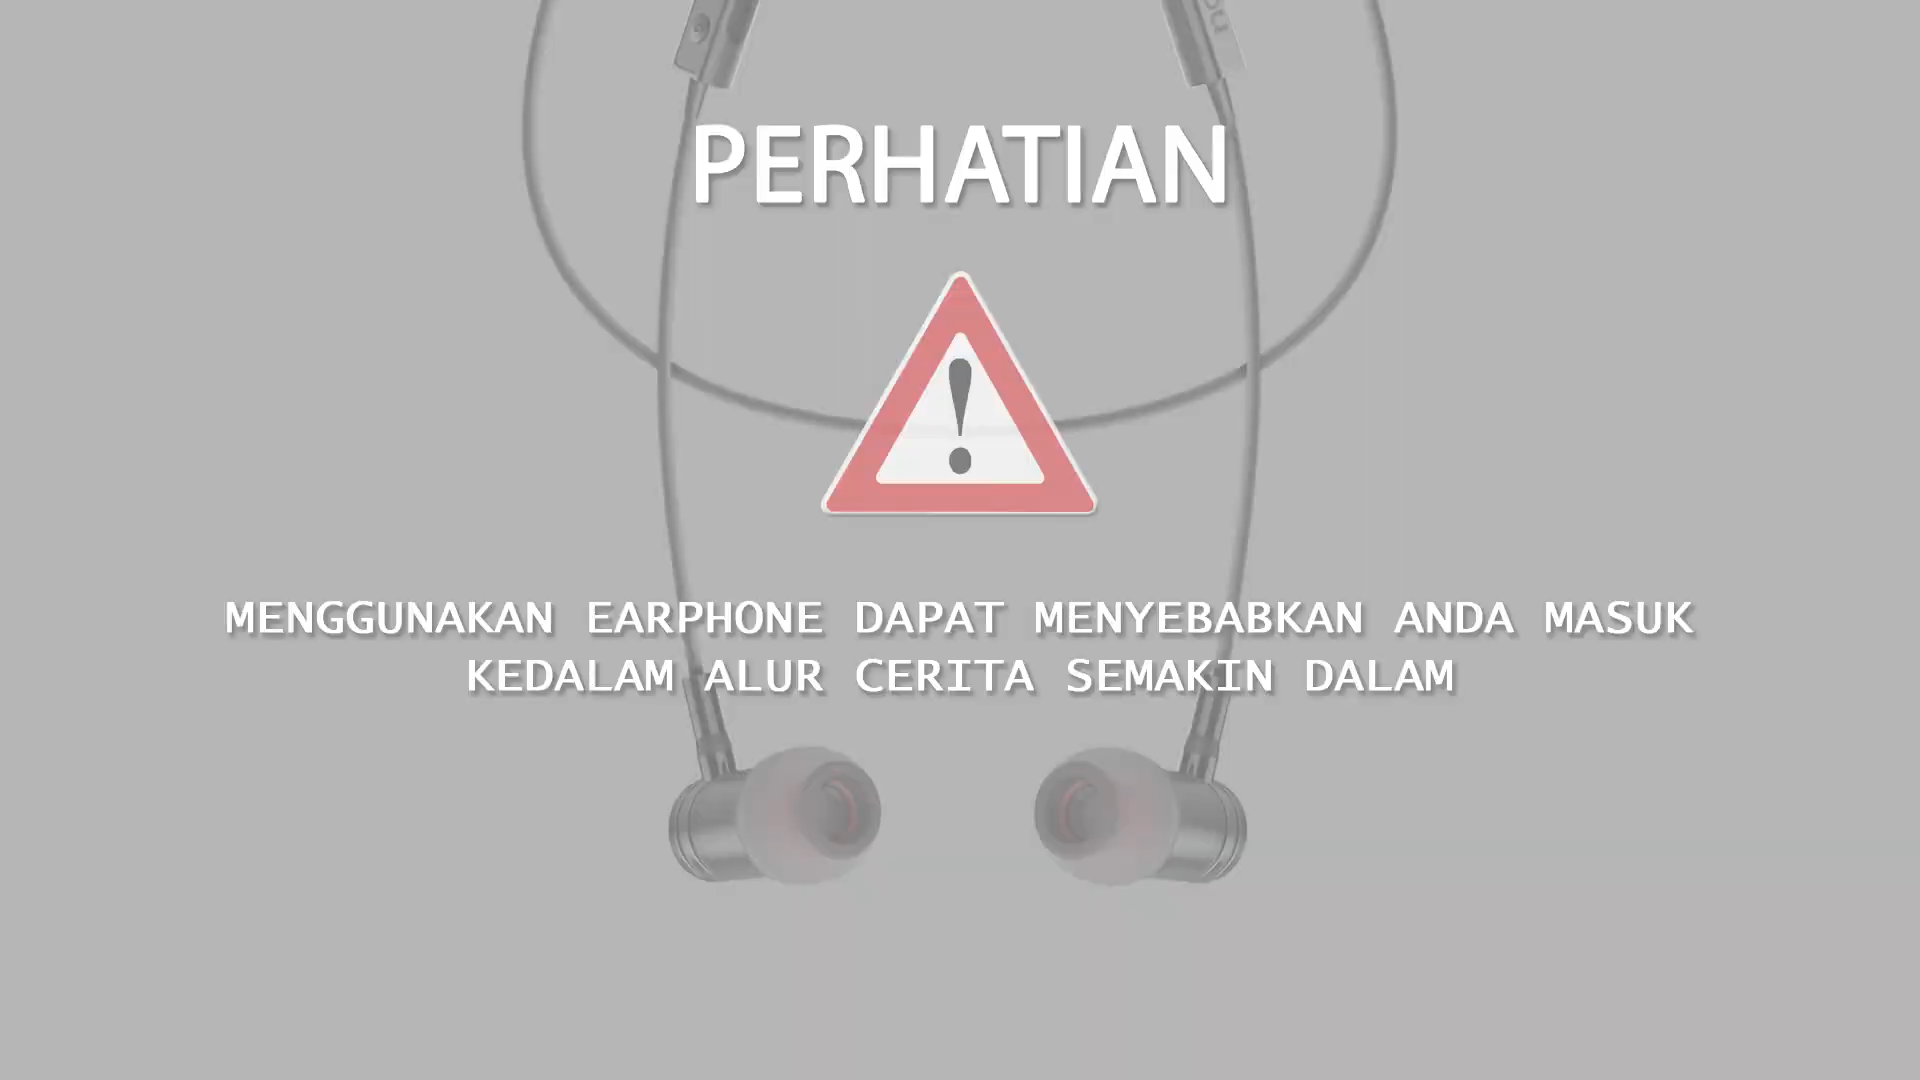 PERHATIAN
!
MENGGUNAKAN EARPHONE DAPAT MENYEBABKAN ANDA MASUK
KEDALAM ALUR CERITA SEMAKIN DALAM